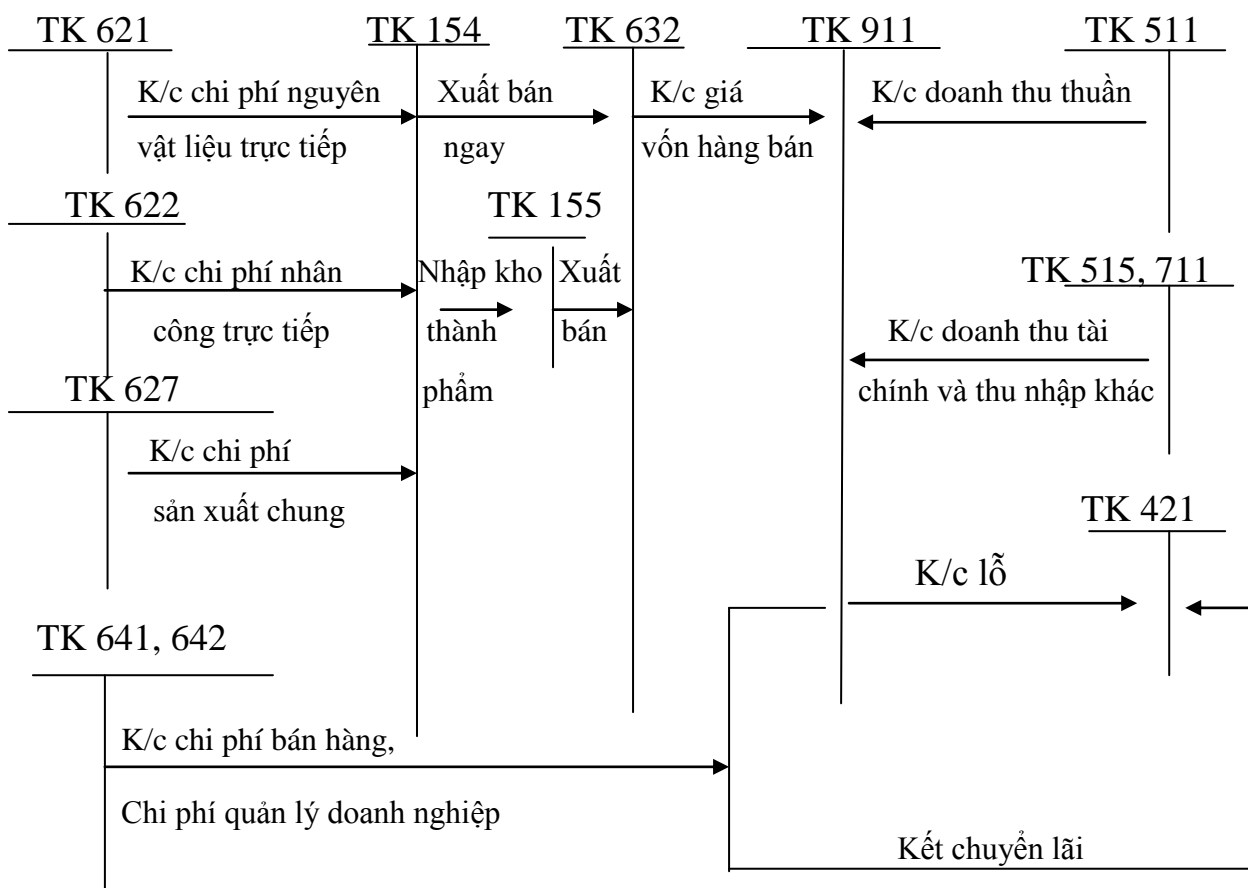 TK 621 TK 154 TK 632 TK 911 TK 511
K/c chi phí nguyên Xuất bán K/c giá K/c doanh thu thuần
vật liệu trực tiếp ngay vốn hàng bán
TK 622 TK 155
K/c chi phí nhân Nhập kho Xuất TK 515, 711
công trực tiếp thành bán K/c doanh thu tài
TK 627 phẩm chính và thu nhập khác
K/c chi phí
sản xuất chung TK 421
K/c lỗ
TK 641, 642
K/c chi phí bán hàng,
Chi phí quản lý doanh nghiệp
Kết chuyển lãi